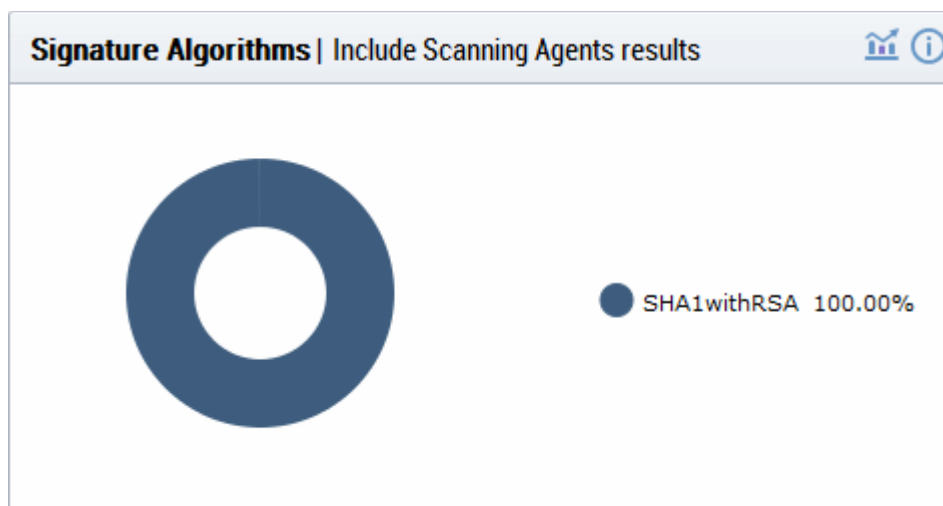 Signature Algorithms | Include Scanning Agents results
SHA1withRSA 100.00%